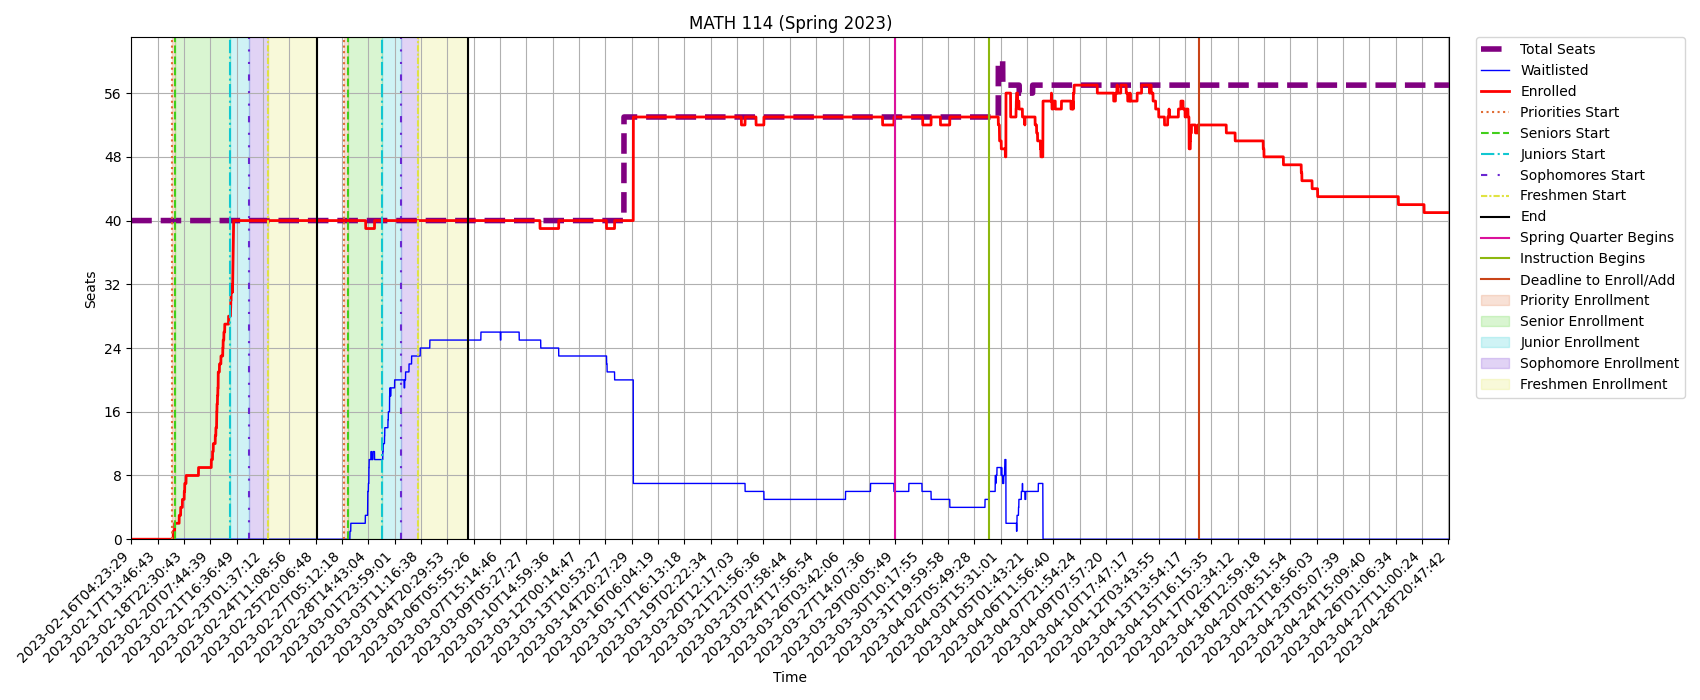 MATH 114 (Spring 2023)
Seats
56
48
40
32
24
16
8
0
2023-02-16T04:23:29
2023-02-17T13:46:43
2023-02-18T22:30:43
2023-02-20T07:44:39
2023-02-21T16:36:49
2023-02-23T01:37:12
2023-02-24T11:08:56
2023-02-25T20:06:48
2023-02-27T05:12:18
2023-02-28T14:43:04
2023-03-01T23:59:01
2023-03-03T11:16:38
2023-03-04T20:29:53
2023-03-06T05:55:26
2023-03-07T15:14:46
2023-03-09T05:27:27
2023-03-10T14:59:36
2023-03-12T00:14:47
2023-03-13T10:53:27
2023-03-14T20:27:29
2023-03-16T06:04:19
2023-03-17T16:13:18
2023-03-19T02:22:34
2023-03-20T12:17:03
2023-03-21T21:56:36
2023-03-23T07:58:44
2023-03-24T17:56:54
2023-03-26T03:42:06
2023-03-27T14:07:36
2023-03-29T00:05:49
2023-03-30T10:17:55
2023-03-31T19:59:58
2023-04-02T05:49:28
2023-04-03T15:31:01
2023-04-05T01:43:21
2023-04-06T11:56:40
2023-04-07T21:54:24
2023-04-09T07:57:20
2023-04-10T17:47:17
2023-04-12T03:43:55
2023-04-13T13:54:17
2023-04-15T16:15:35
2023-04-17T02:34:12
2023-04-18T12:59:18
2023-04-20T08:51:54
2023-04-21T18:56:03
2023-04-23T05:07:39
2023-04-24T15:09:40
2023-04-26T01:06:34
2023-04-27T11:00:24
2023-04-28T20:47:42
Time
Total Seats
Waitlisted
Enrolled
Priorities Start
Seniors Start
Juniors Start
Sophomores Start
Freshmen Start
End
Spring Quarter Begins
Instruction Begins
Deadline to Enroll/Add
Priority Enrollment
Senior Enrollment
Junior Enrollment
Sophomore Enrollment
Freshmen Enrollment